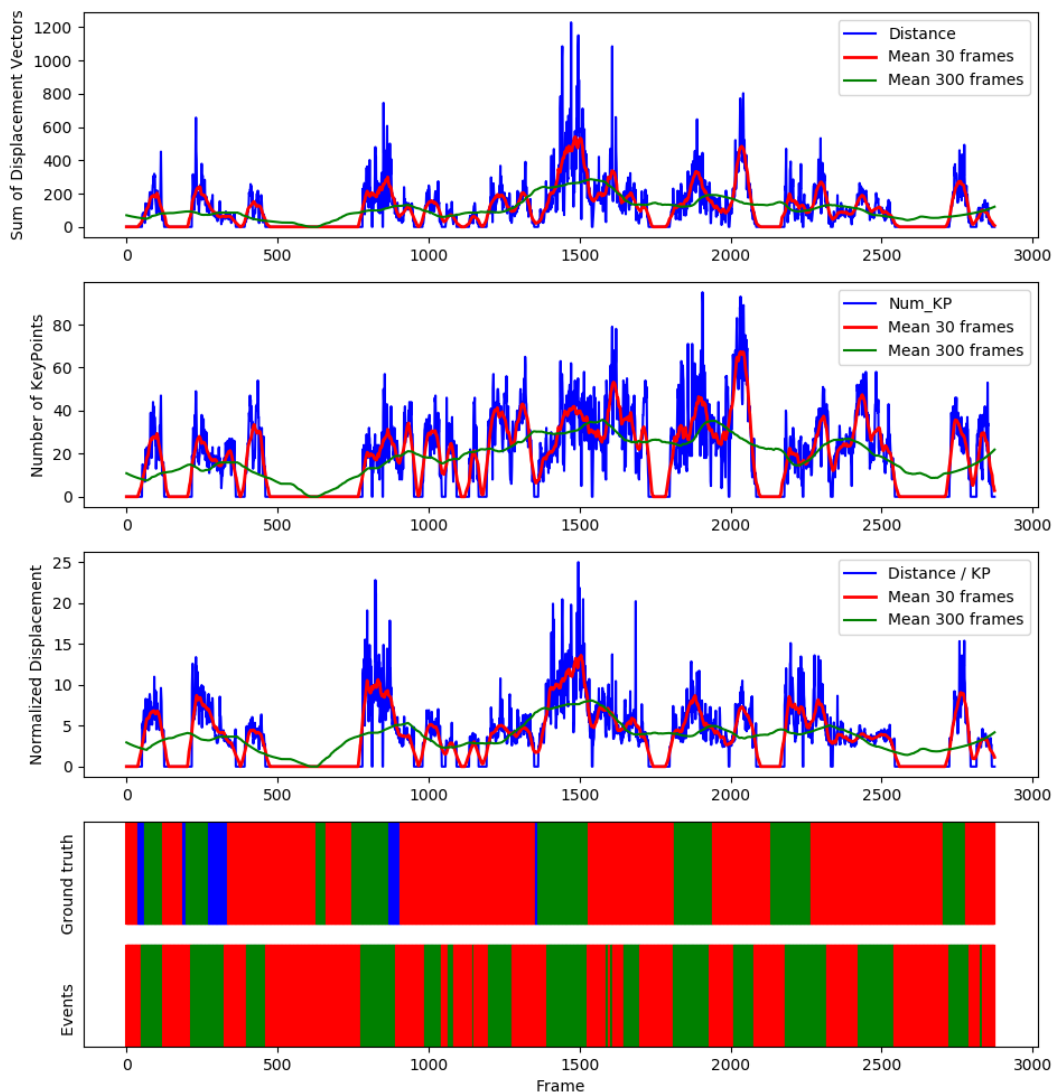 Sum of Displacement Vectors
1200
1000
800
600
400
200
0
Distance
Mean 30 frames
Mean 300 frames
0 500 1000 1500 2000 2500 3000
Number of KeyPoints
80
60
40
20
0
Num_KP
Mean 30 frames
Mean 300 frames
0 500 1000 1500 2000 2500 3000
Normalized Displacement
25
20
15
10
5
0
Distance / KP
Mean 30 frames
Mean 300 frames
0 500 1000 1500 2000 2500 3000
Ground truth
Events
0 500 1000 1500 2000 2500 3000
Frame